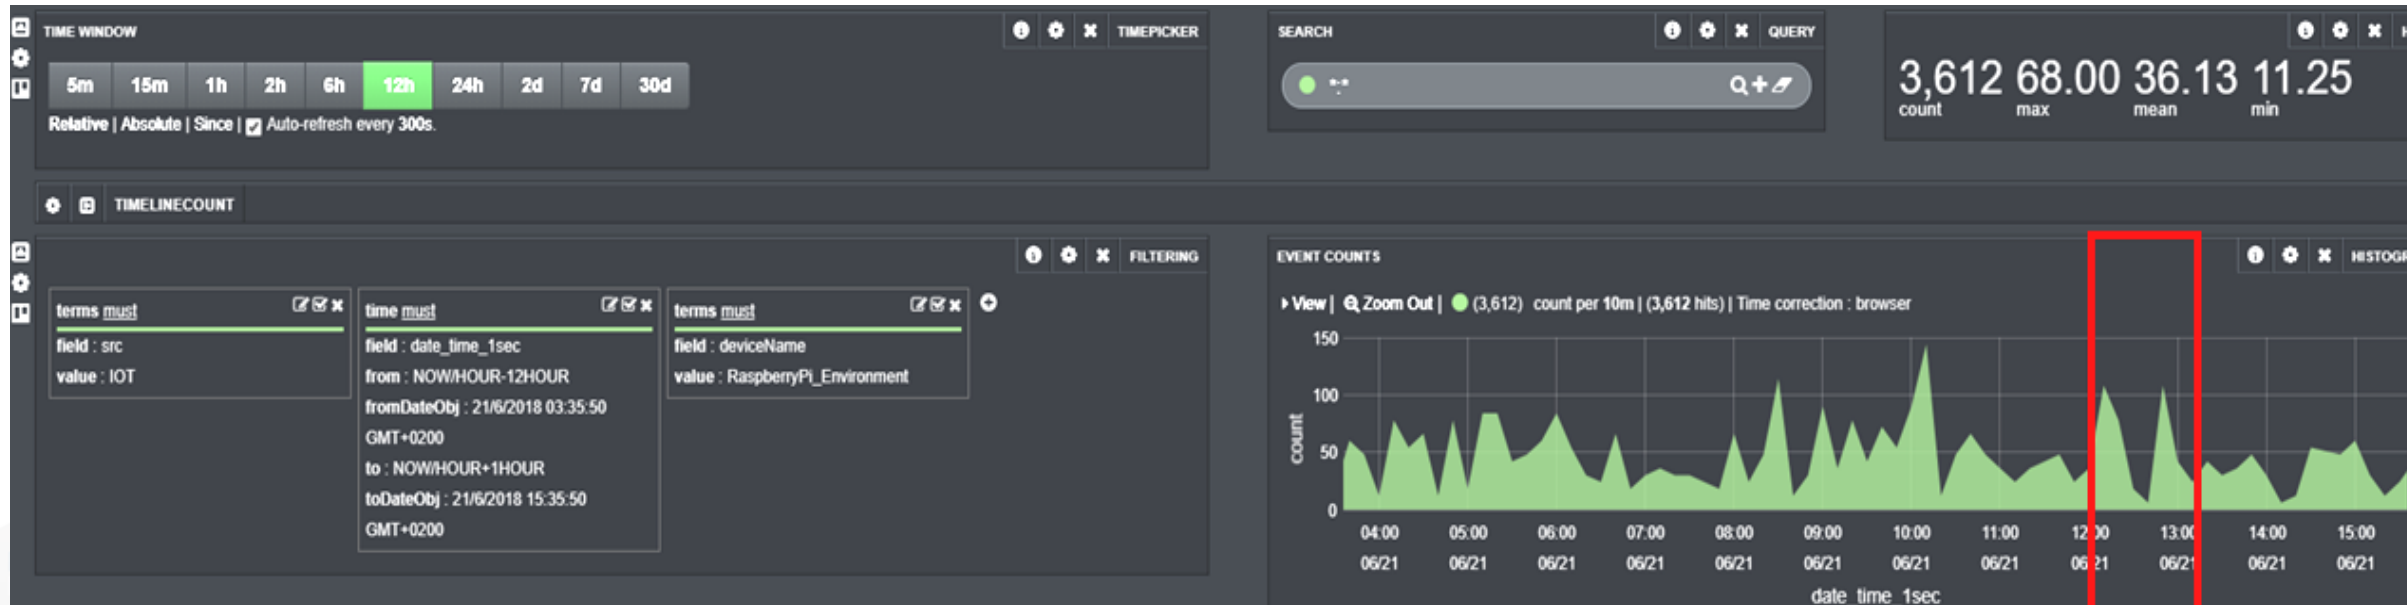 TIME WINDOW
TIMEPICKER
5m 15m 1h 2h 6h 12h 24h 2d 7d 30d
Relative | Absolute | Since | Auto-refresh every 300s.
SEARCH
QUERY
*:*
3,612 68.00 36.13 11.25
count max mean min
TIMELINECOUNT
FILTERING
terms must
field : src
value : IOT
time must
field : date_time_1sec
from : NOW/HOUR-12HOUR
fromDateObj : 21/6/2018 03:35:50
GMT+0200
to : NOW/HOUR+1HOUR
toDateObj : 21/6/2018 15:35:50
GMT+0200
terms must
field : deviceName
value : RaspberryPi_Environment
EVENT COUNTS
HISTOGR
View | Zoom Out | (3,612) count per 10m | (3,612 hits) | Time correction : browser
150
100
50
0
count
04:00 05:00 06:00 07:00 08:00 09:00 10:00 11:00 12:00 13:00 14:00 15:00
06/21 06/21 06/21 06/21 06/21 06/21 06/21 06/21 06/21 06/21 06/21 06/21
date_time_1sec